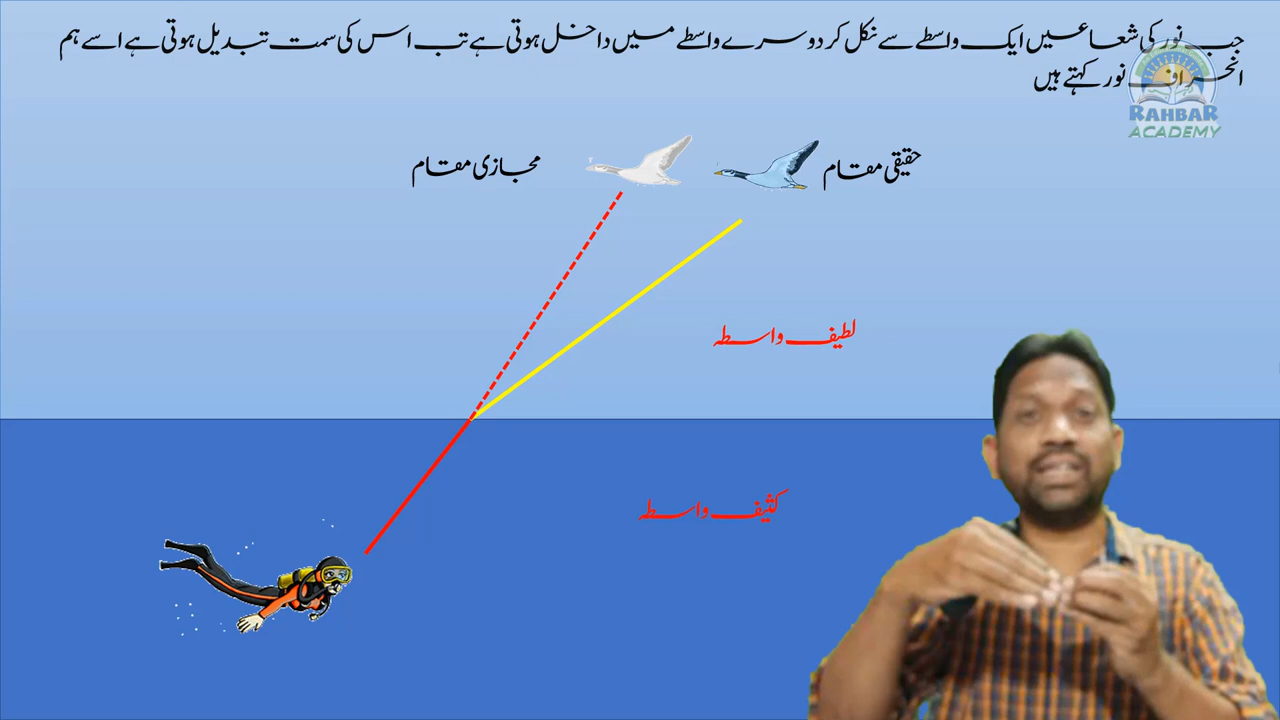 جب نور کی شعاعیں ایک واسطے سے نکل کر دوسرے واسطے میں داخل ہوتی ہے تب اس کی سمت تبدیل ہوتی ہے اسے ہم
انحراف نور کہتے ہیں
RAHBAR
ACADEMY
حقیقی مقام
مجازی مقام
لطیف واسطہ
کثیف واسطہ